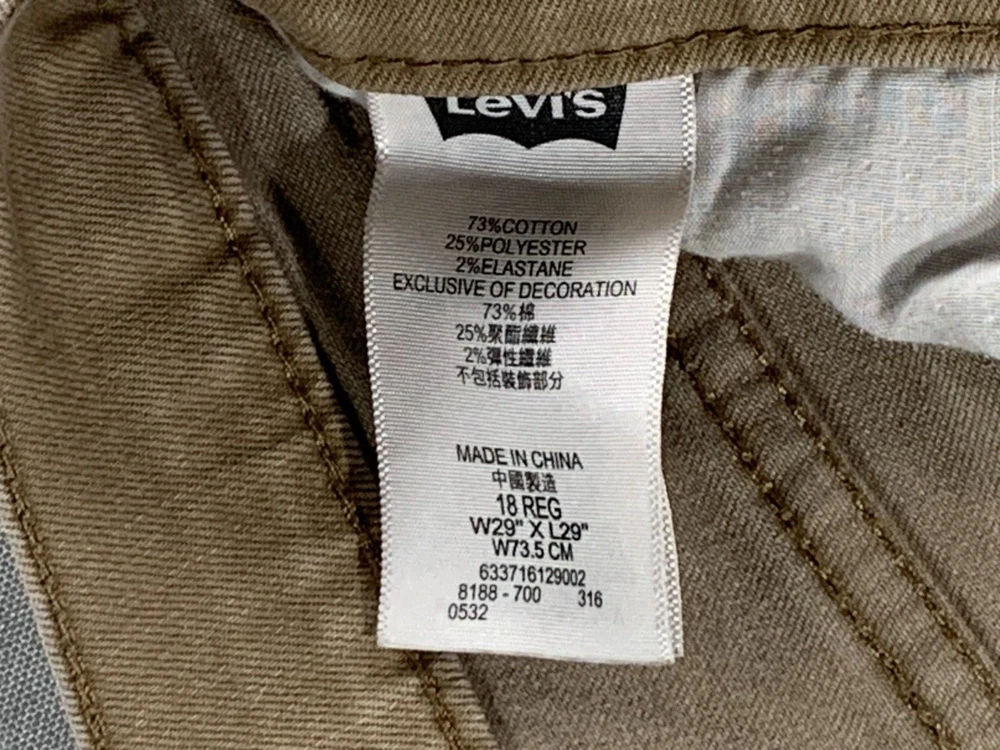 Levi's
73%COTTON
25%POLYESTER
2%ELASTANE
EXCLUSIVE OF DECORATION
73%棉
25%聚酯纖維
2%彈性纖維
不包括裝飾部分
MADE IN CHINA
中國製造
18 REG
W29" X L29"
W73.5 CM
633716129002
8188 - 700 316
0532